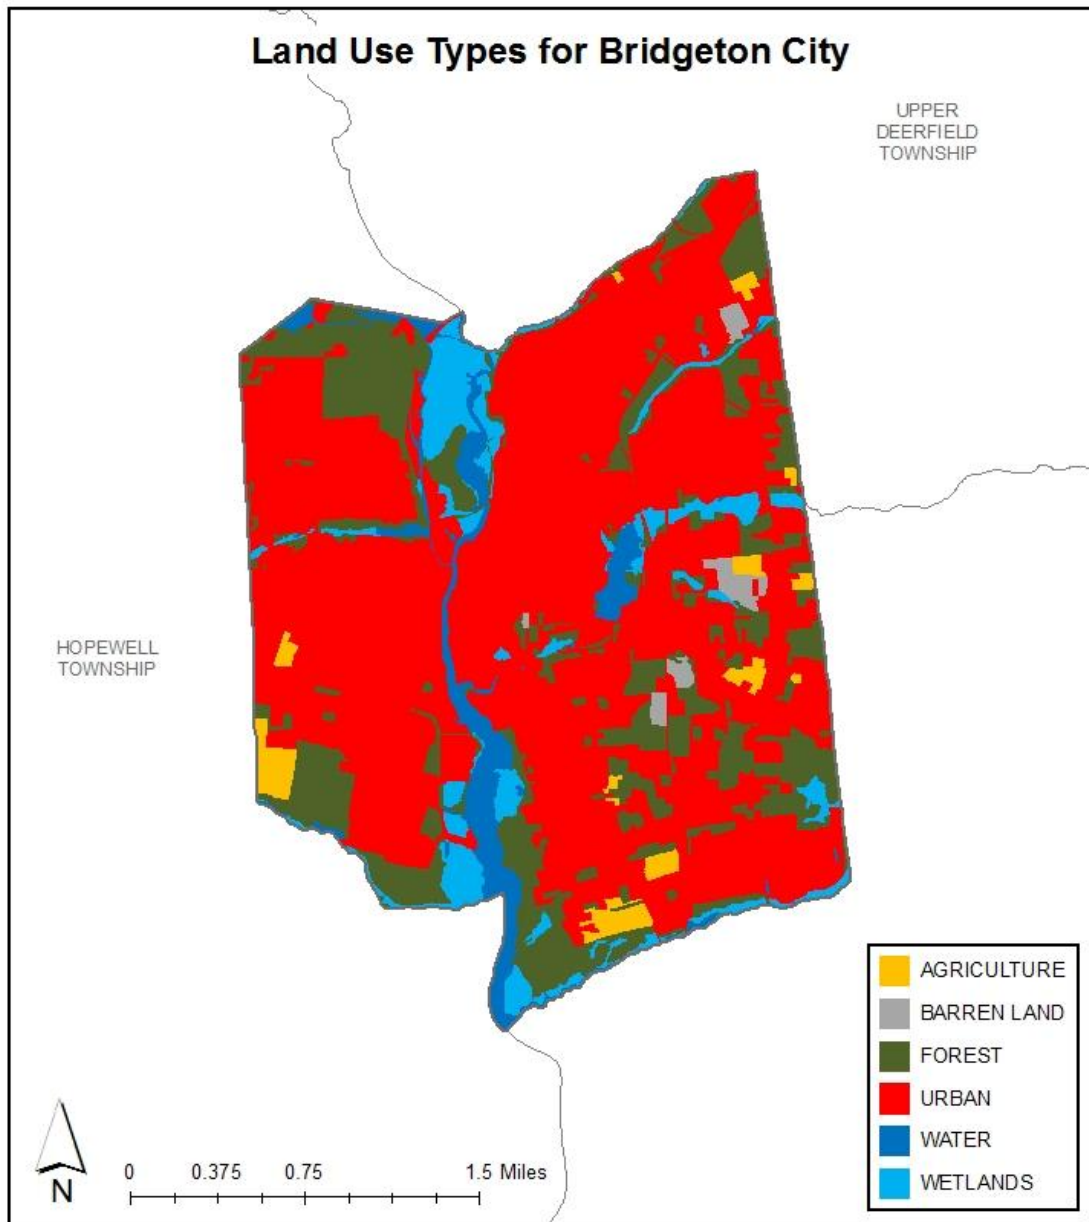 Land Use Types for Bridgeton City
UPPER
DEERFIELD
TOWNSHIP
HOPEWELL
TOWNSHIP
AGRICULTURE
BARREN LAND
FOREST
URBAN
WATER
WETLANDS
N
0 0.375 0.75 1.5 Miles